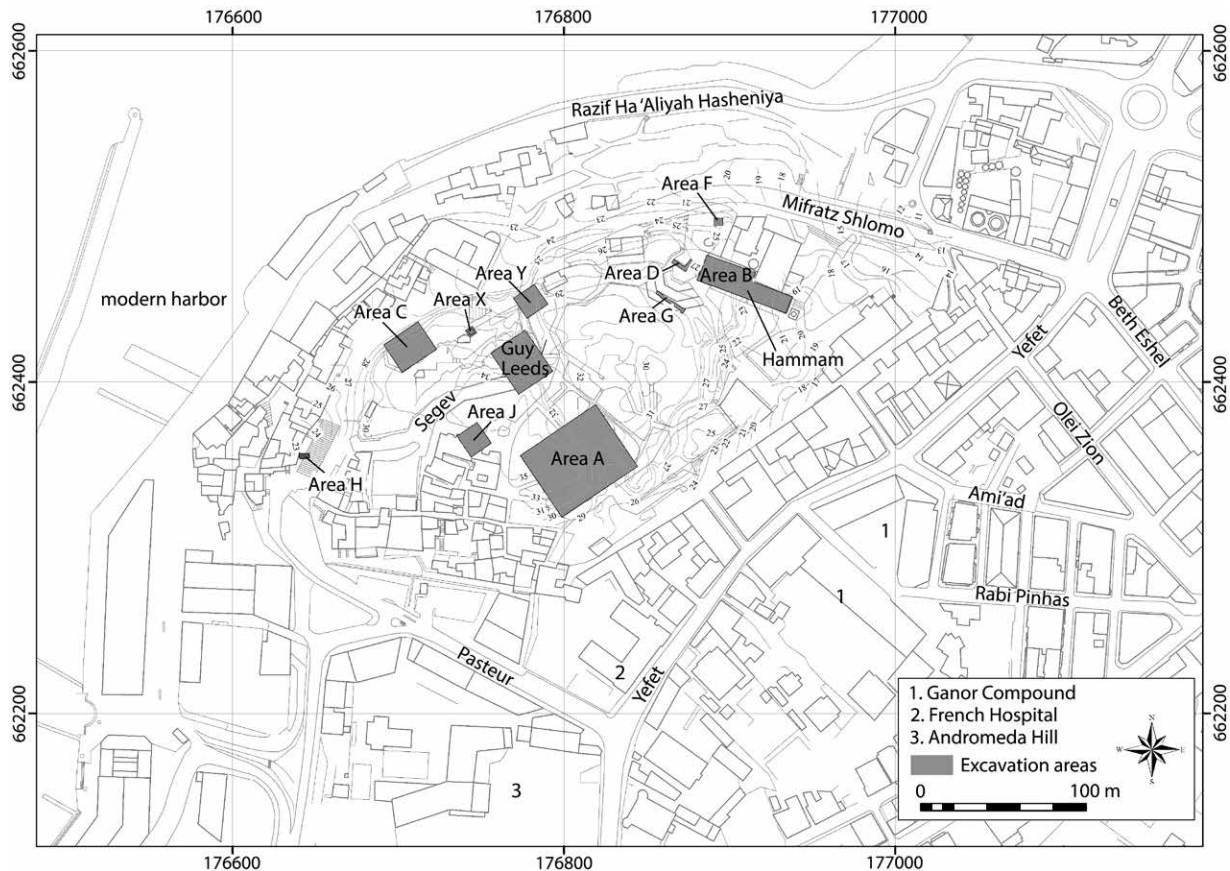 176600
176800
177000
662600
662600
Razif Ha ‘Aliyah Hasheniya
Area F
Mifratz Shlomo
Area Y
Area D
Area B
modern harbor
Area X
Area C
Area G
Hammam
Yefet
Beth Eshel
Guy
Leeds
662400
662400
Segev
Area J
Olei Zion
Area A
Area H
Ami'ad
1
Rabi Pinhas
1
Pasteur
2
Yefet
1. Ganor Compound
2. French Hospital
3. Andromeda Hill
N
W
E
S
Excavation areas
0
100 m
662200
662200
3
176600
176800
177000